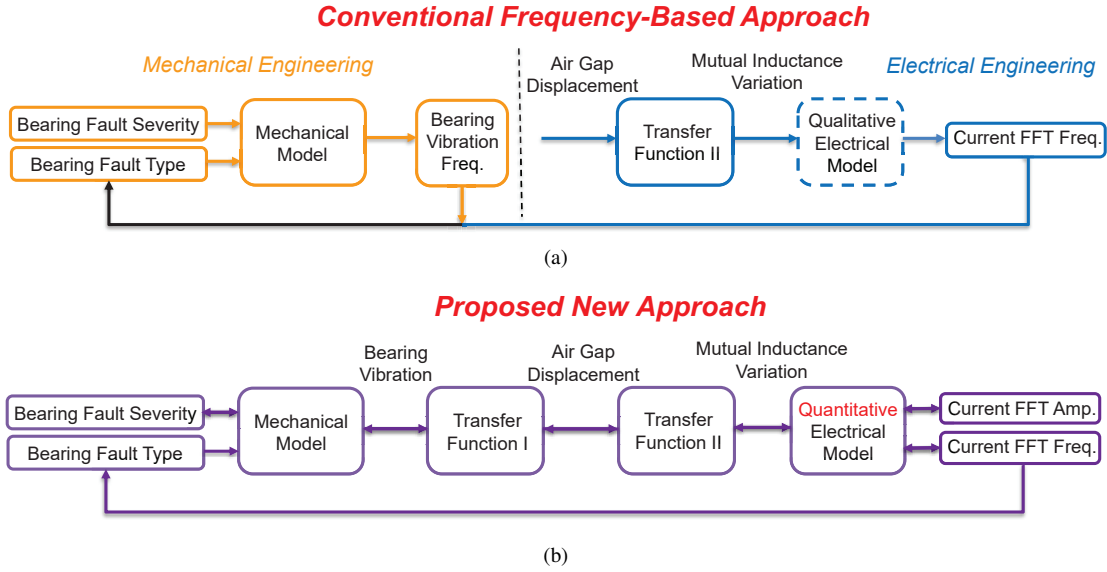 Conventional Frequency-Based Approach
Mechanical Engineering
Air Gap
Displacement
Mutual Inductance
Variation
Electrical Engineering
Bearing Fault Severity
Bearing Fault Type
Mechanical
Model
Bearing
Vibration
Freq.
Transfer
Function II
Qualitative
Electrical
Model
Current FFT Freq.
(a)
Proposed New Approach
Bearing
Vibration
Air Gap
Displacement
Mutual Inductance
Variation
Bearing Fault Severity
Bearing Fault Type
Mechanical
Model
Transfer
Function I
Transfer
Function II
Quantitative
Electrical
Model
Current FFT Amp.
Current FFT Freq.
(b)